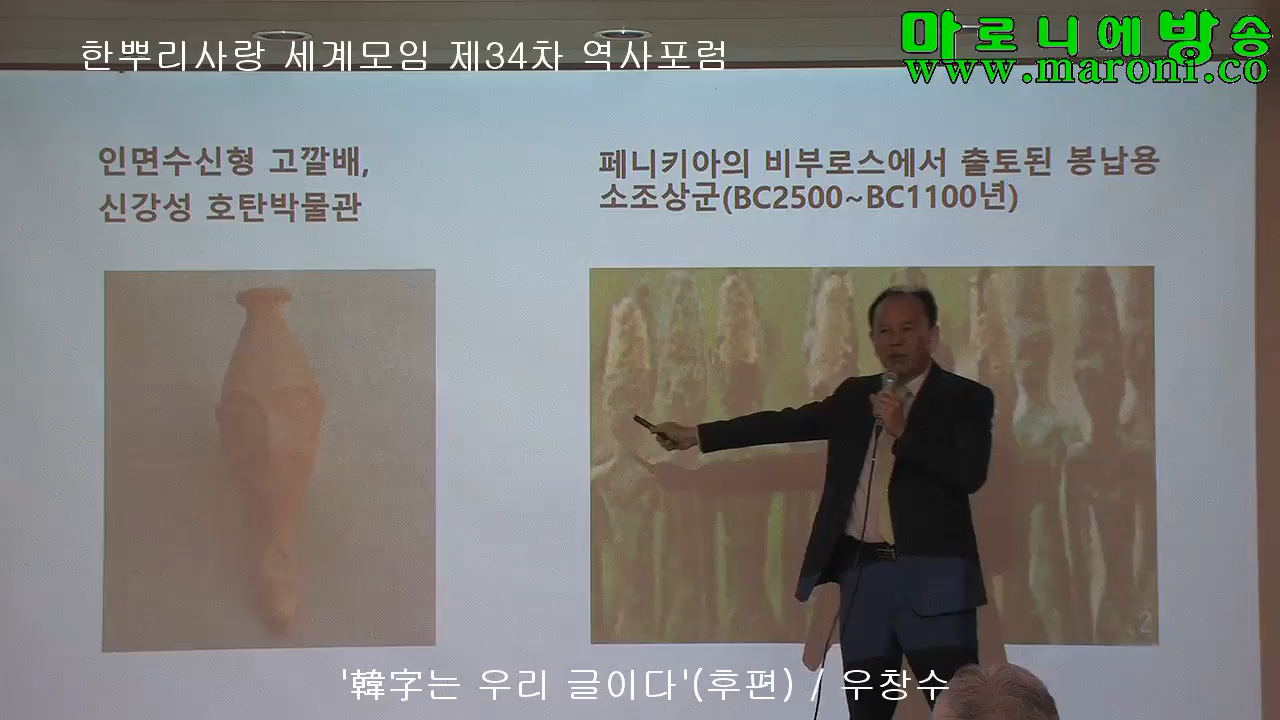 한뿌리사랑 세계모임 제34차 역사포럼
마로니에방송
www.maroni.co
인면수신형 고깔배,
신강성 호탄박물관
페니키아의 비부로스에서 출토된 봉납용
소조상군(BC2500~BC1100년)
2
'韓字는 우리 글이다'(후편) / 우창수